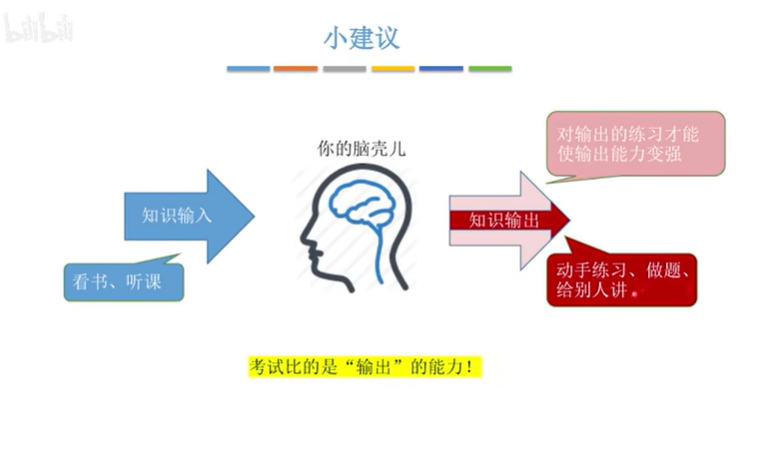 bilibili
小建议
你的脑壳儿
对输出的练习才能
使输出能力变强
知识输入
知识输出
看书、听课
动手练习、做题、
给别人讲。
考试比的是“输出”的能力！